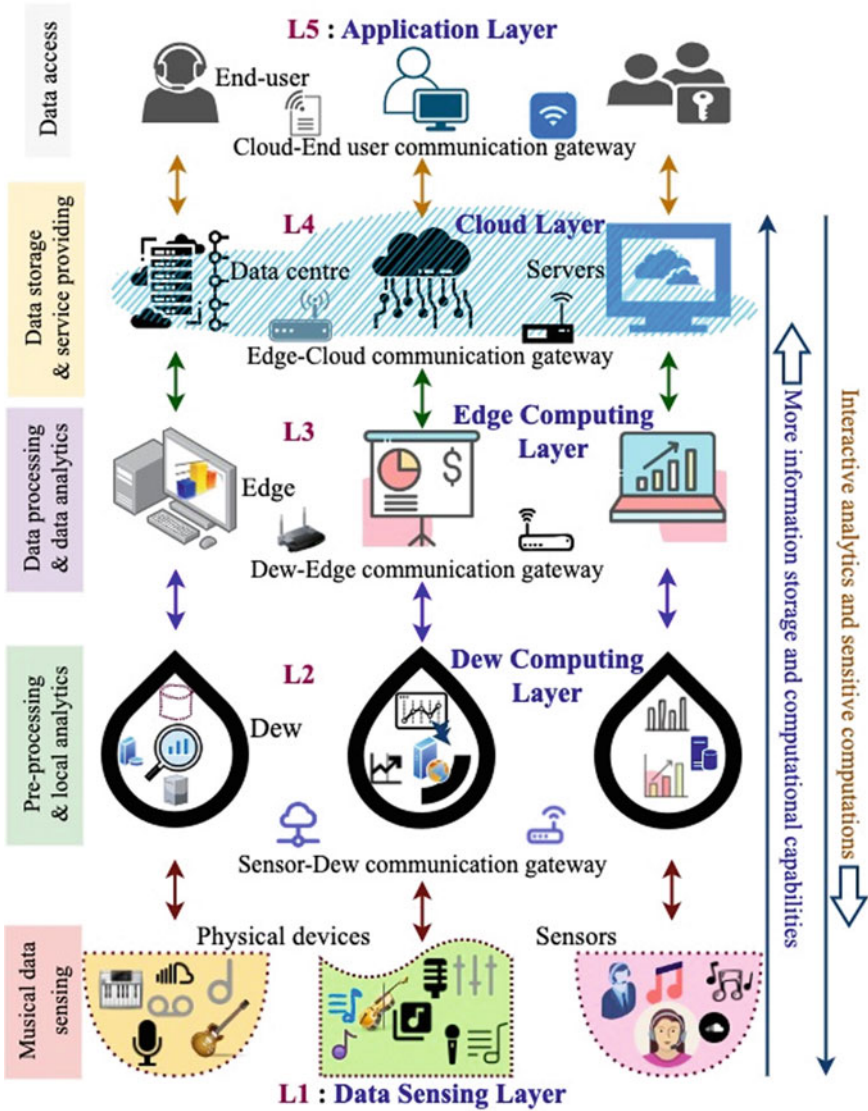 L5 : Application Layer
Data access
End-user
Cloud-End user communication gateway
Data storage
& service providing
L4
Cloud Layer
Data centre
Servers
Edge-Cloud communication gateway
Data processing
& data analytics
L3
Edge Computing
Layer
Edge
$
Dew-Edge communication gateway
Pre-processing
& local analytics
L2
Dew Computing
Layer
Dew
Sensor-Dew communication gateway
Musical data
sensing
Physical devices
Sensors
L1 : Data Sensing Layer
More information storage and computational capabilities
Interactive analytics and sensitive computations